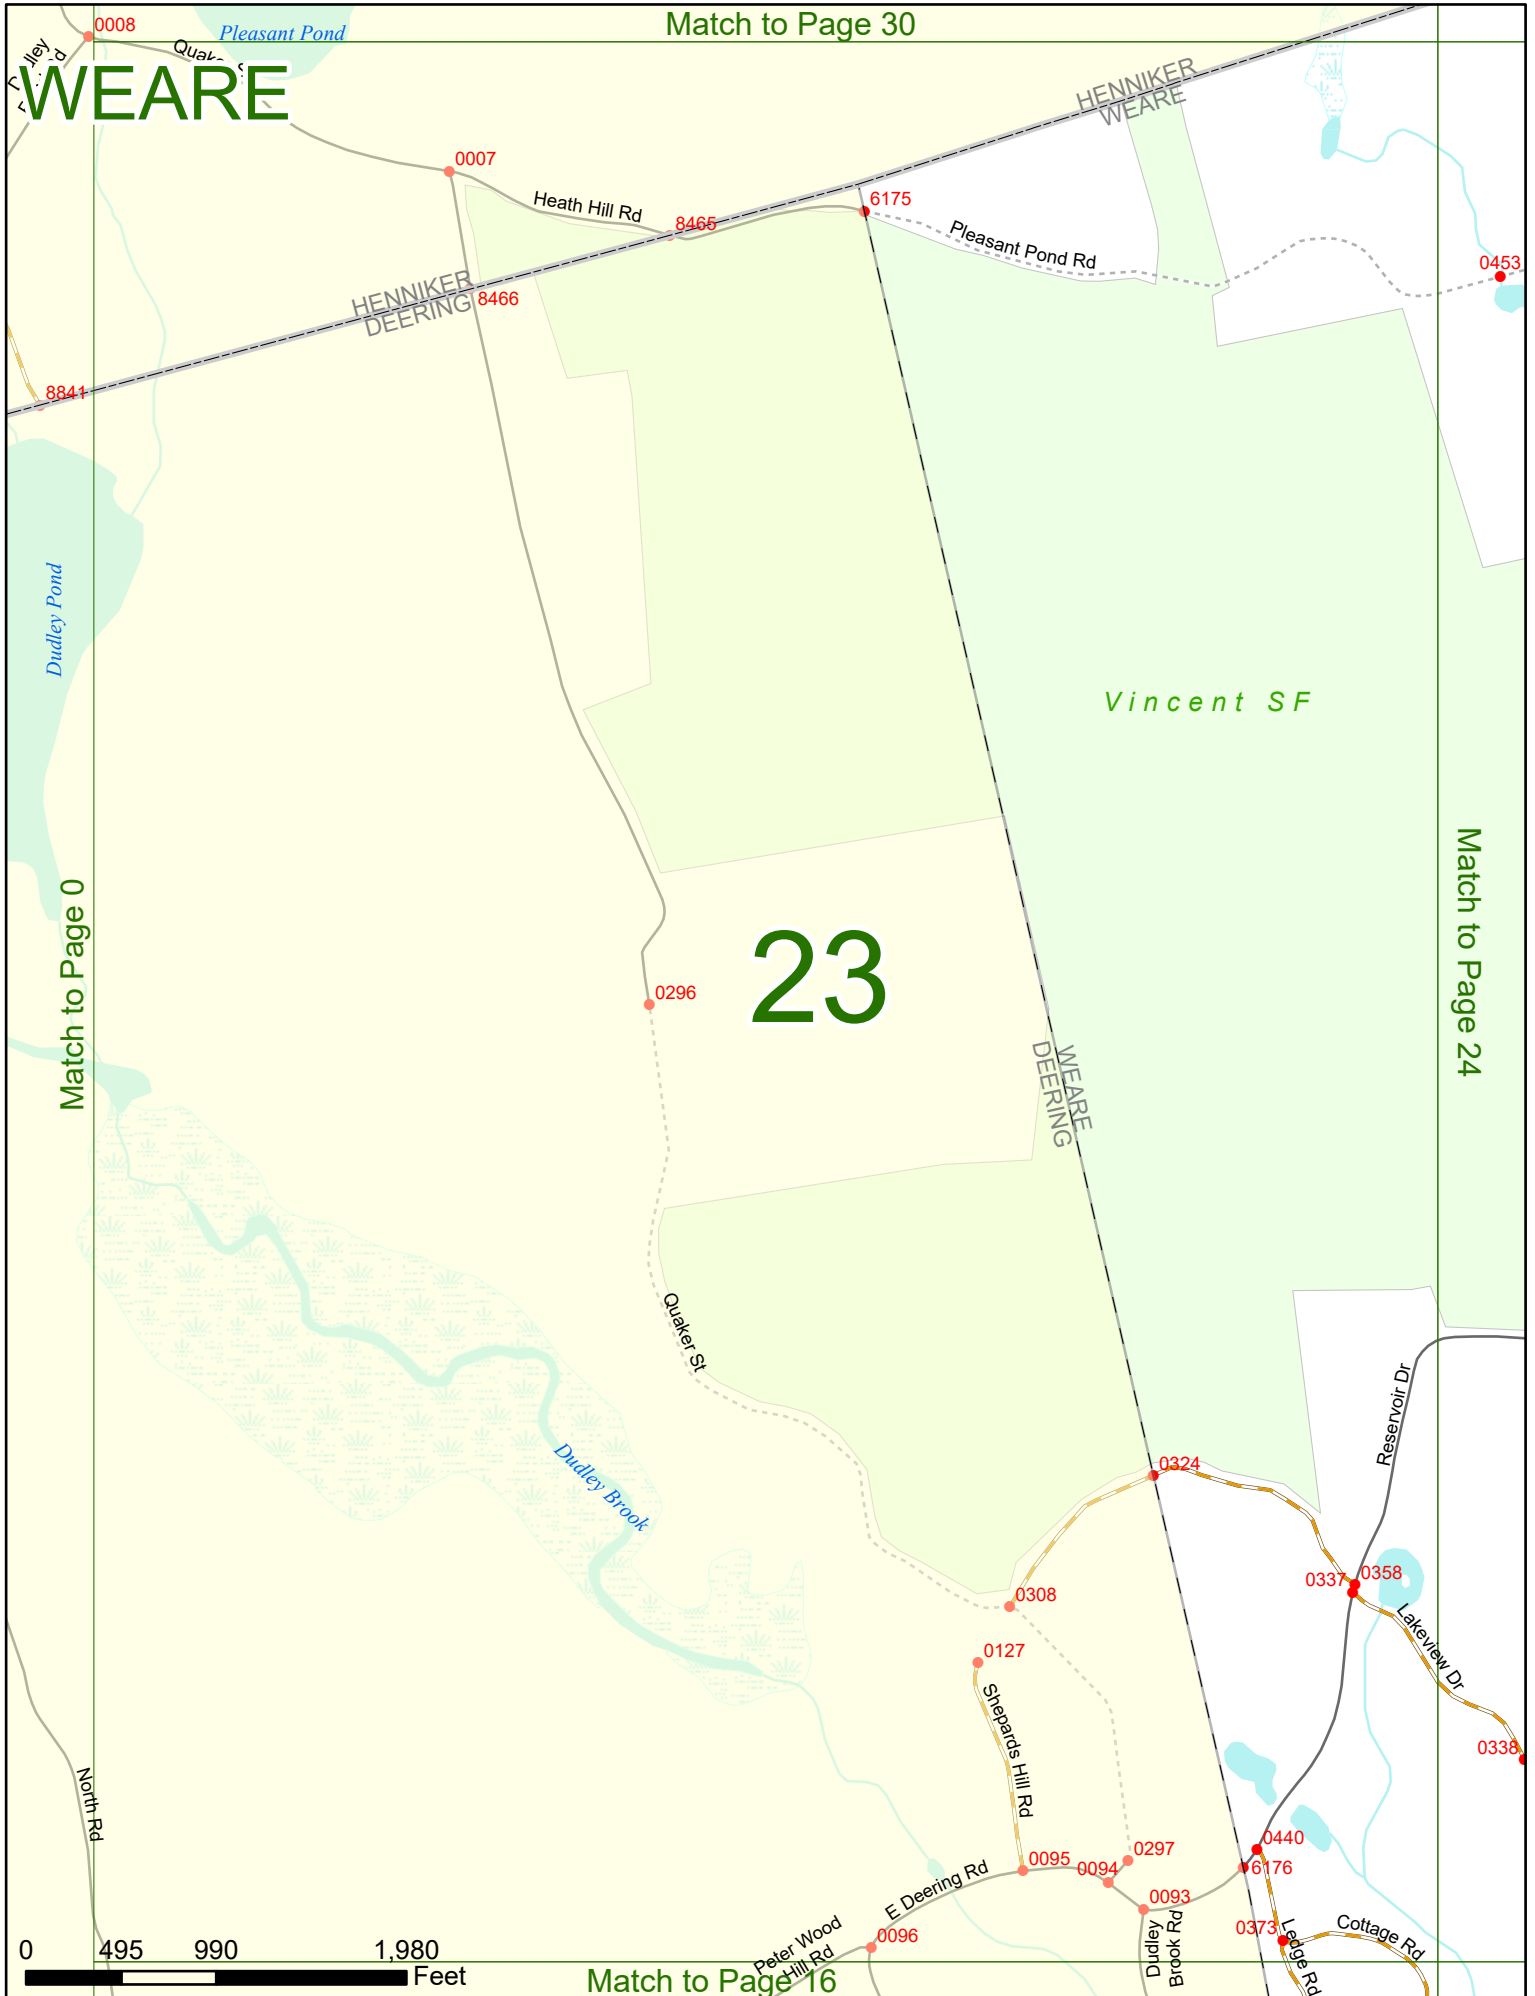 0008
Pleasant Pond
Match to Page 30
WEARE
HENNIKER
WEARE
0007
Heath Hill Rd
8465
6175
Pleasant Pond Rd
0453
HENNIKER
DEERING
8466
8841
Dudley Pond
Vincent SF
Match to Page 0
23
Match to Page 24
0296
WEARE
DEERING
Quaker St
Dudley Brook
Reservoir Dr
0324
0337
0358
0308
Lakeview Dr
0127
Shepards Hill Rd
0338
North Rd
0440
0297
0095
0094
6176
E Deering Rd
0093
0373
Ledge Rd
Cottage Rd
Dudley
Brook Rd
Peter Wood
Hill Rd
0096
0 495 990 1,980
Feet
Match to Page 16